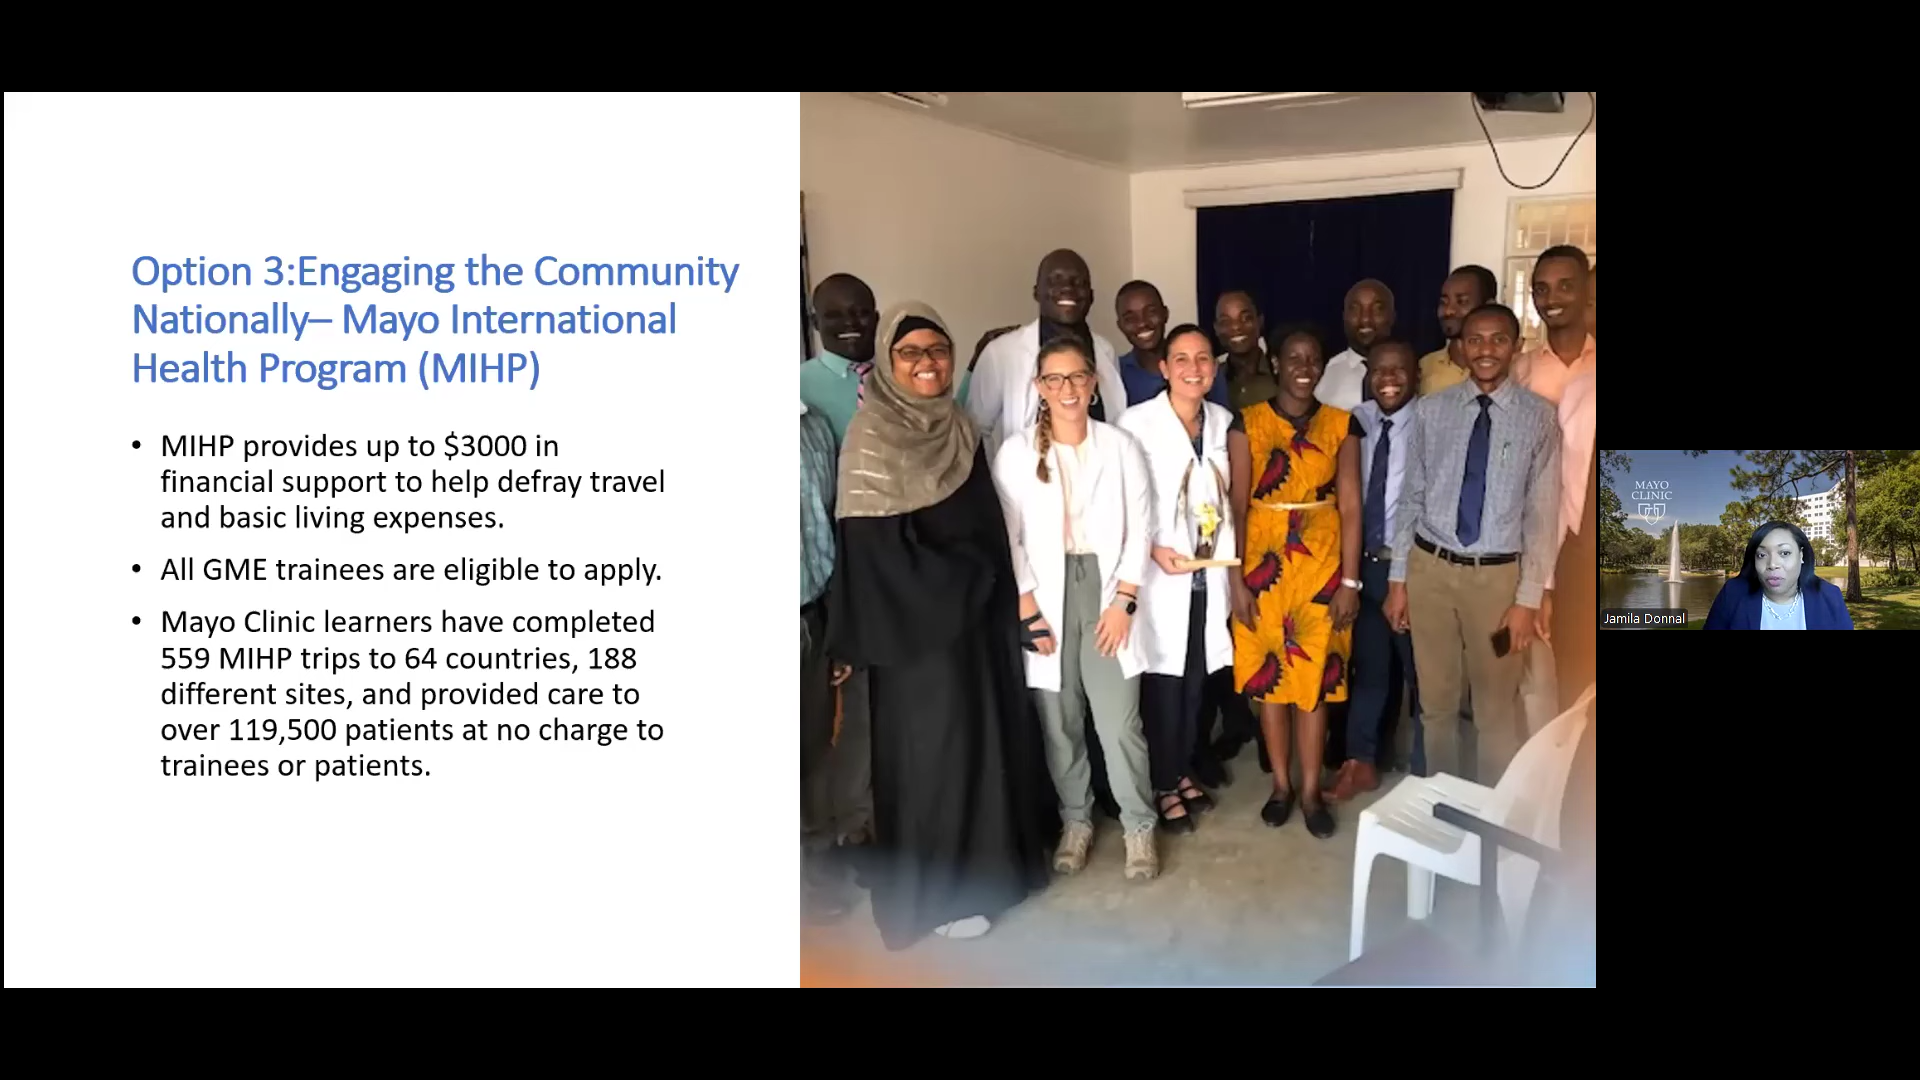 Option 3:Engaging the Community
Nationally– Mayo International
Health Program (MIHP)
• MIHP provides up to $3000 in
financial support to help defray travel
and basic living expenses.
• All GME trainees are eligible to apply.
• Mayo Clinic learners have completed
559 MIHP trips to 64 countries, 188
different sites, and provided care to
over 119,500 patients at no charge to
trainees or patients.
MAYO
CLINIC
Jamila Donnal